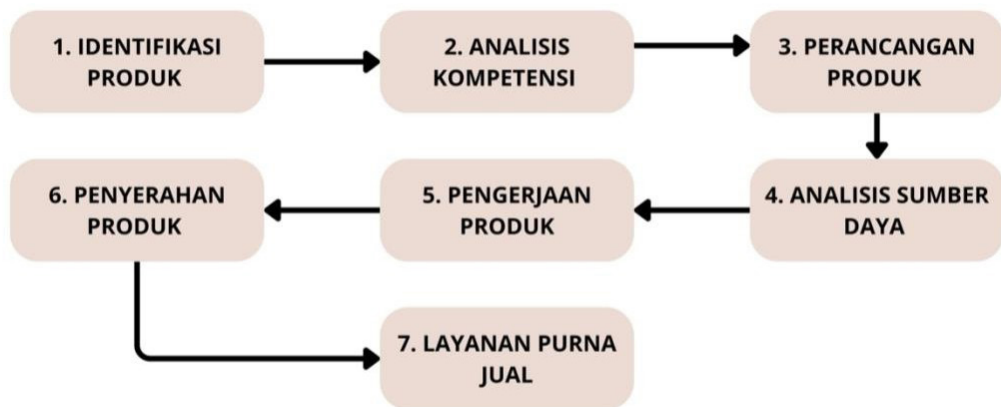 1. IDENTIFIKASI
PRODUK
2. ANALISIS
KOMPETENSI
3. PERANCANGAN
PRODUK
4. ANALISIS SUMBER
DAYA
5. PENGERJAAN
PRODUK
6. PENYERAHAN
PRODUK
7. LAYANAN PURNA
JUAL